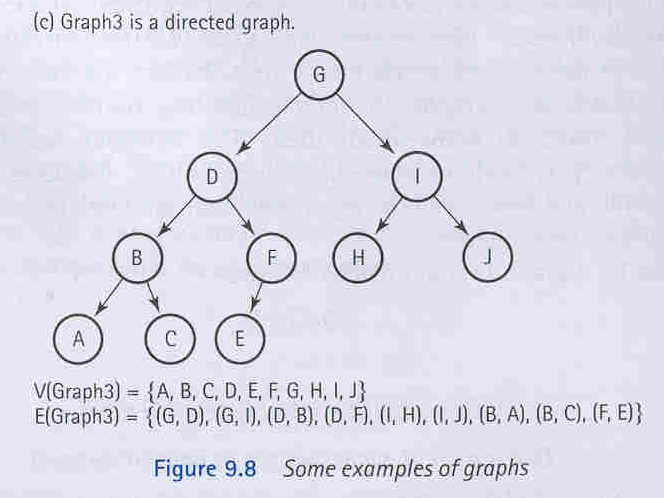 (c) Graph3 is a directed graph.
G
D
I
B
F
H
J
A
C
E
V(Graph3) = {A, B, C, D, E, F, G, H, I, J}
E(Graph3) = {(G, D), (G, I), (D, B), (D, F), (I, H), (I, J), (B, A), (B, C), (F, E)}
Figure 9.8 Some examples of graphs